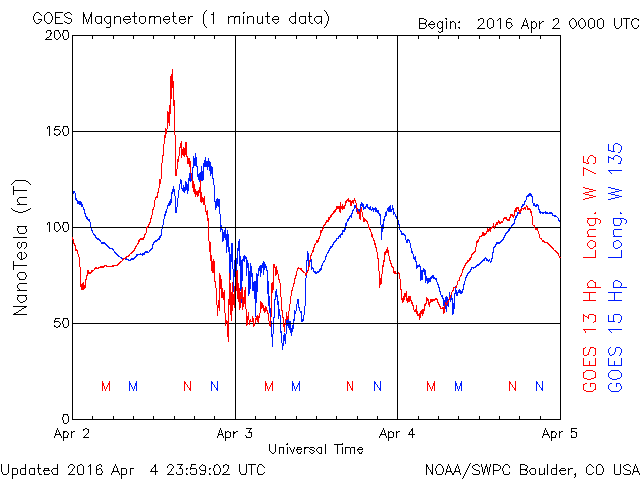 GOES Magnetometer (1 minute data)
Begin: 2016 Apr 2 0000 UTC
200
150
100
50
0
NanoTesla (nT)
M M N N M M N N M M N N
Apr 2 Apr 3 Apr 4 Apr 5
Universal Time
GOES 13 Hp Long. W 75
GOES 15 Hp Long. W 135
Updated 2016 Apr 4 23:59:02 UTC
NOAA/SWPC Boulder, CO USA